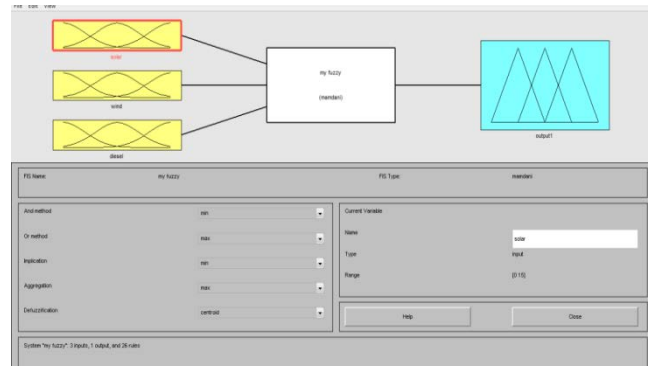 File Edit View
solar
wind
diesel
my fuzzy
(mamdani)
output1
FIS Name: my fuzzy FIS Type: mamdani
And method min
Or method max
Implication min
Aggregation max
Defuzzification centroid
Current Variable
Name solar
Type input
Range [0 15]
Help Close
System "my fuzzy": 3 inputs, 1 output, and 26 rules